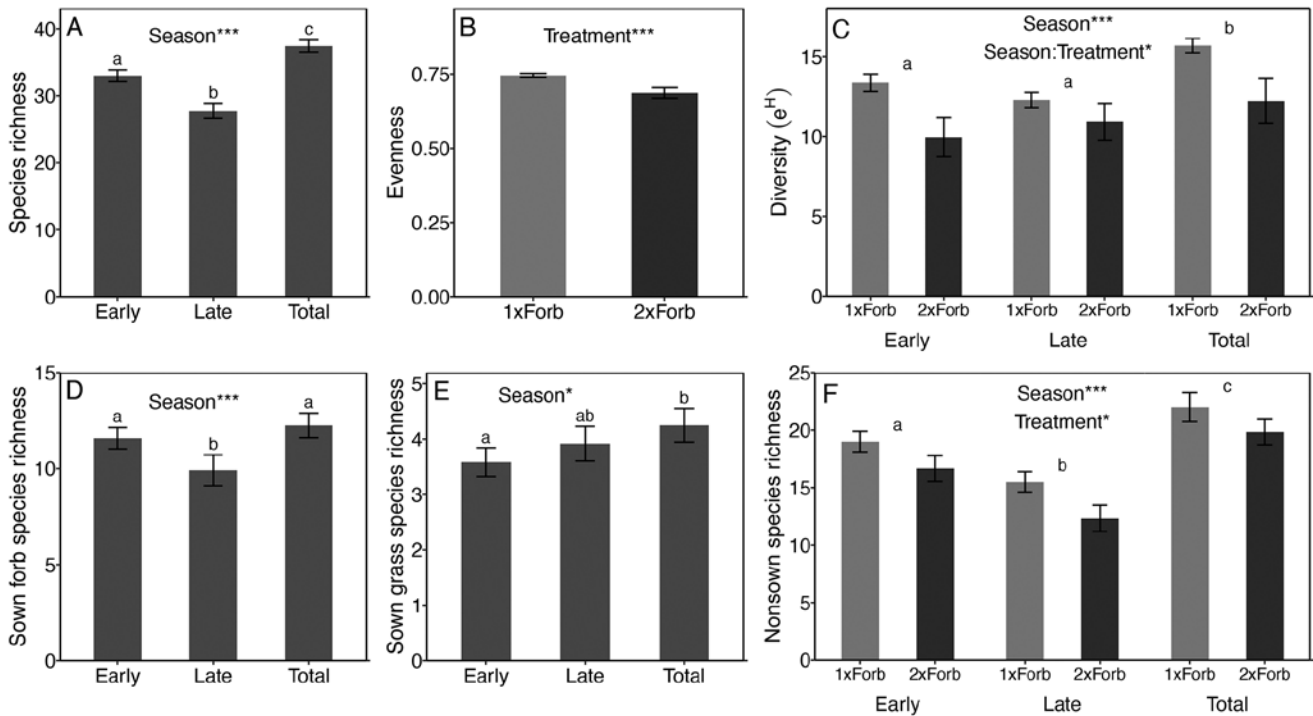 A
Season***
Species richness
40
30
20
10
0
a
b
c
Early
Late
Total
B
Treatment***
Evenness
0.75
0.50
0.25
0.00
1xForb
2xForb
C
Season***
Season:Treatment*
Diversity (e^H)
15
10
5
0
a
a
b
1xForb 2xForb 1xForb 2xForb 1xForb 2xForb
Early Late Total
D
Season***
Sown forb species richness
15
10
5
0
a
b
a
Early Late Total
E
Season*
Sown grass species richness
5
4
3
2
1
0
a
ab
b
Early Late Total
F
Season***
Treatment*
Nonsown species richness
25
20
15
10
5
0
a
b
c
1xForb 2xForb 1xForb 2xForb 1xForb 2xForb
Early Late Total